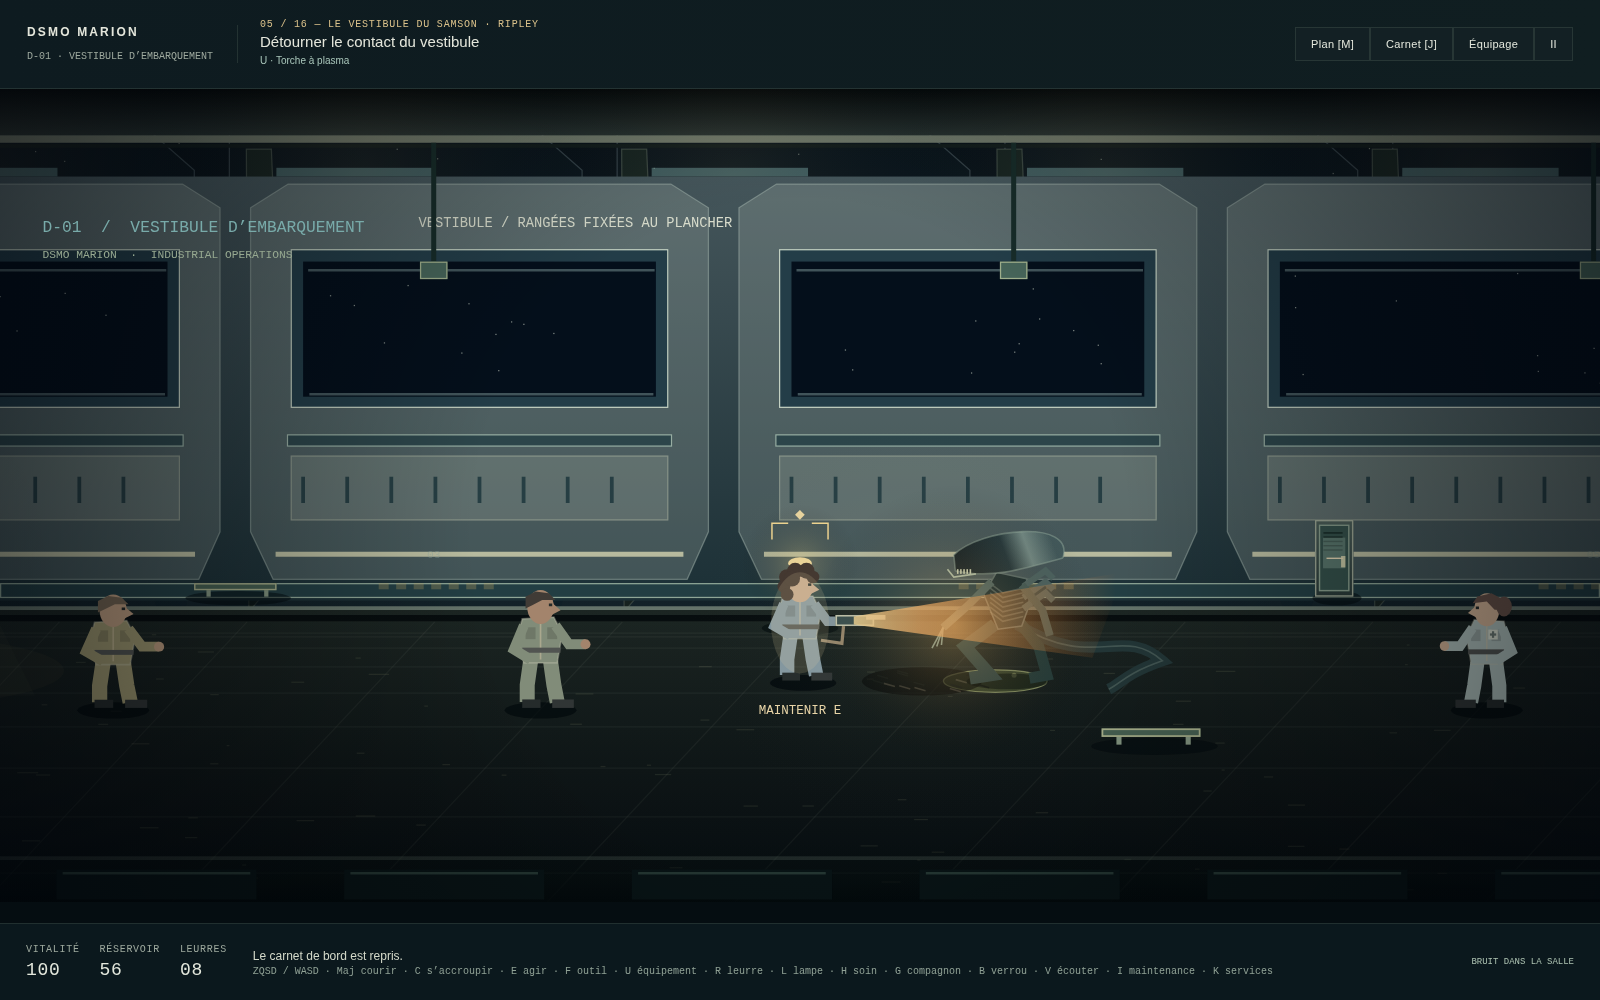 DSMO MARION
D-01 · VESTIBULE D’EMBARQUEMENT
05 / 16 — LE VESTIBULE DU SAMSON · RIPLEY
Détourner le contact du vestibule
U · Torche à plasma
Plan [M]
Carnet [J]
Équipage
II
D-01 / VESTIBULE D’EMBARQUEMENT
DSMO MARION · INDUSTRIAL OPERATIONS
VESTIBULE / RANGÉES FIXÉES AU PLANCHER
MAINTENIR E
VITALITÉ
100
RÉSERVOIR
56
LEURRES
08
Le carnet de bord est repris.
ZQSD / WASD · Maj courir · C s’accroupir · E agir · F outil · U équipement · R leurre · L lampe · H soin · G compagnon · B verrou · V écouter · I maintenance · K services
BRUIT DANS LA SALLE